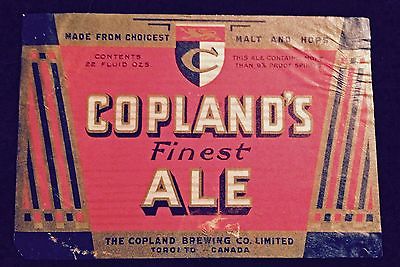 MADE FROM CHOICEST
MALT AND HOPS
CONTENTS
22 FLUID OZS
THIS ALE CONTAINS
THAN PROOF
C
COPLAND'S
Finest
ALE
THE COPLAND BREWING CO. LIMITED
TORONTO - CANADA